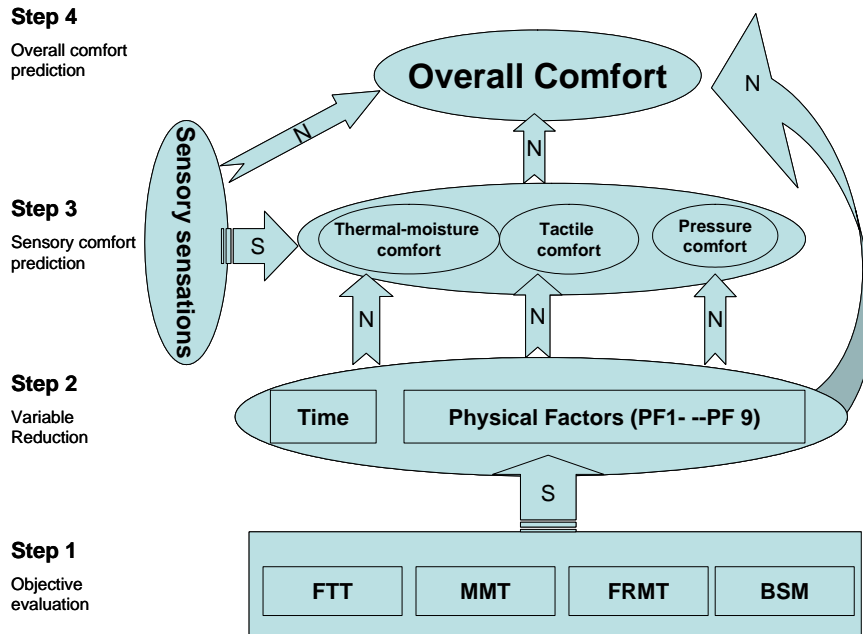 Step 4
Overall comfort
prediction
Overall Comfort
N
N
N
Sensory sensations
Step 3
Sensory comfort
prediction
S
Thermal-moisture
comfort
Tactile
comfort
Pressure
comfort
N
N
N
Step 2
Variable
Reduction
Time
Physical Factors (PF1- --PF 9)
S
Step 1
Objective
evaluation
FTT
MMT
FRMT
BSM